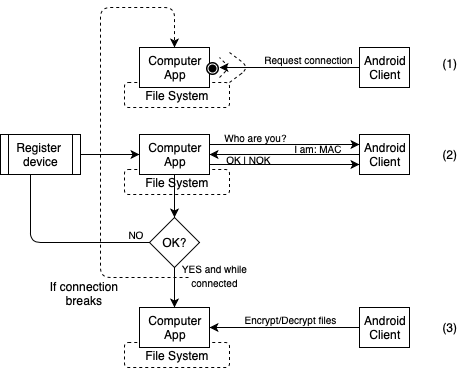 Computer
App
File System
Request connection
Android
Client
(1)
Register
device
Computer
App
File System
Who are you?
I am: MAC
OK | NOK
Android
Client
(2)
OK?
NO
YES and while
connected
If connection
breaks
Computer
App
File System
Encrypt/Decrypt files
Android
Client
(3)